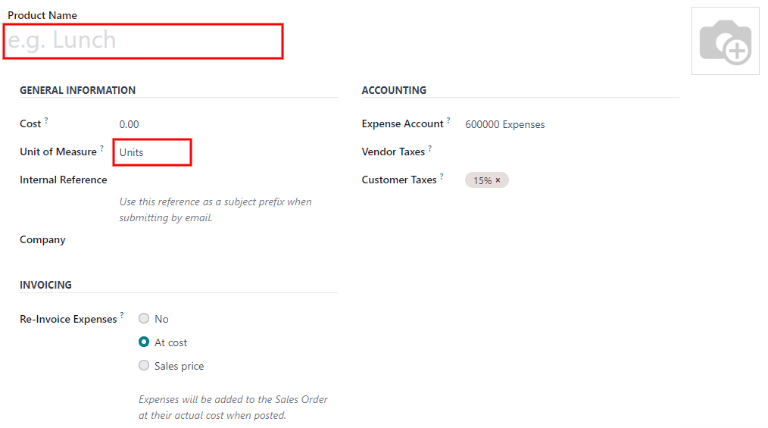 Product Name
e.g. Lunch
GENERAL INFORMATION
Cost ?
0.00
Unit of Measure ?
Units
Internal Reference
Use this reference as a subject prefix when
submitting by email.
Company
ACCOUNTING
Expense Account ?
600000 Expenses
Vendor Taxes ?
Customer Taxes ?
15% ×
INVOICING
Re-Invoice Expenses ?
No
At cost
Sales price
Expenses will be added to the Sales Order
at their actual cost when posted.